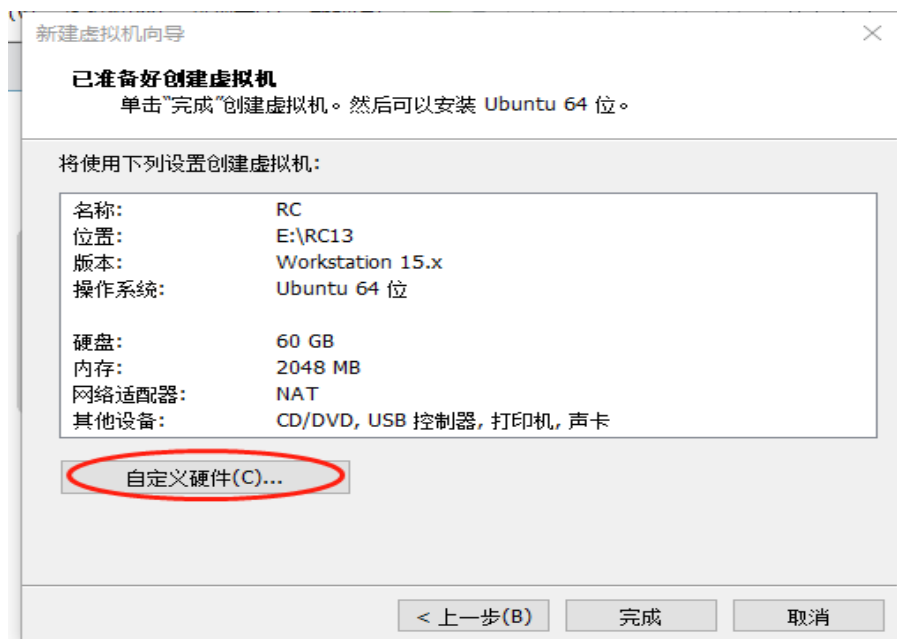 新建虚拟机向导
已准备好创建虚拟机
单击"完成"创建虚拟机。然后可以安装 Ubuntu 64 位。
将使用下列设置创建虚拟机:
名称: RC
位置: E:\RC13
版本: Workstation 15.x
操作系统: Ubuntu 64 位
硬盘: 60 GB
内存: 2048 MB
网络适配器: NAT
其他设备: CD/DVD, USB 控制器, 打印机, 声卡
自定义硬件(C)...
< 上一步(B) 完成 取消